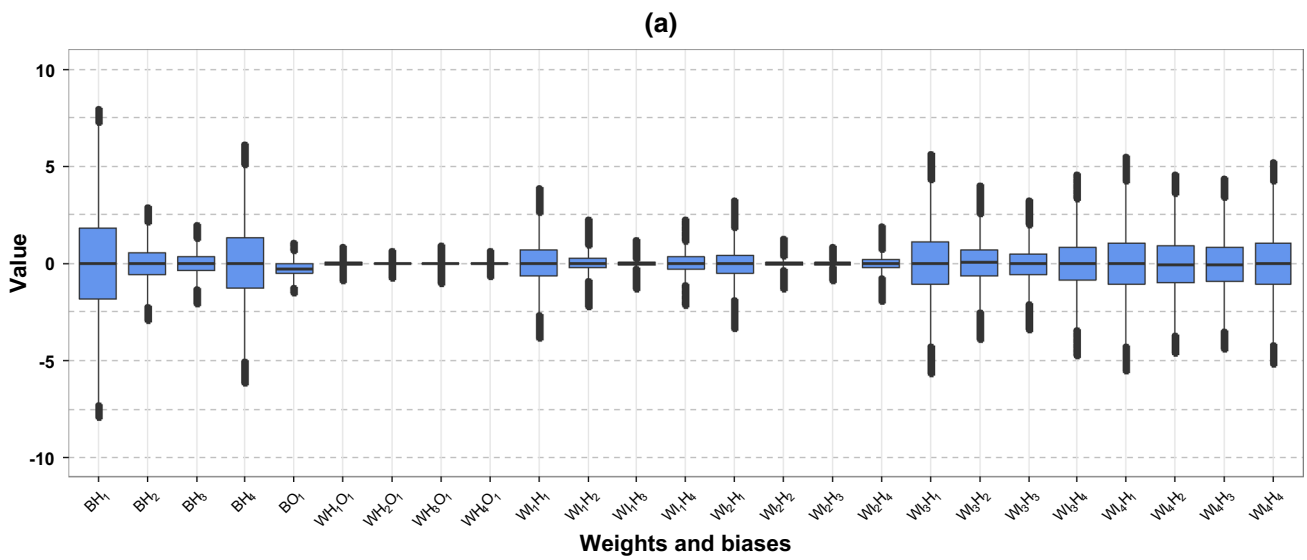 (a)
10
5
0
-5
-10
Value
BH₁ BH₂ BH₃ BH₄ BO₁ WH₁O₁ WH₂O₁ WH₃O₁ WH₄O₁ WI₁H₁ WI₁H₂ WI₁H₃ WI₁H₄ WI₂H₁ WI₂H₂ WI₂H₃ WI₂H₄ WI₃H₁ WI₃H₂ WI₃H₃ WI₃H₄ WI₄H₁ WI₄H₂ WI₄H₃ WI₄H₄
Weights and biases